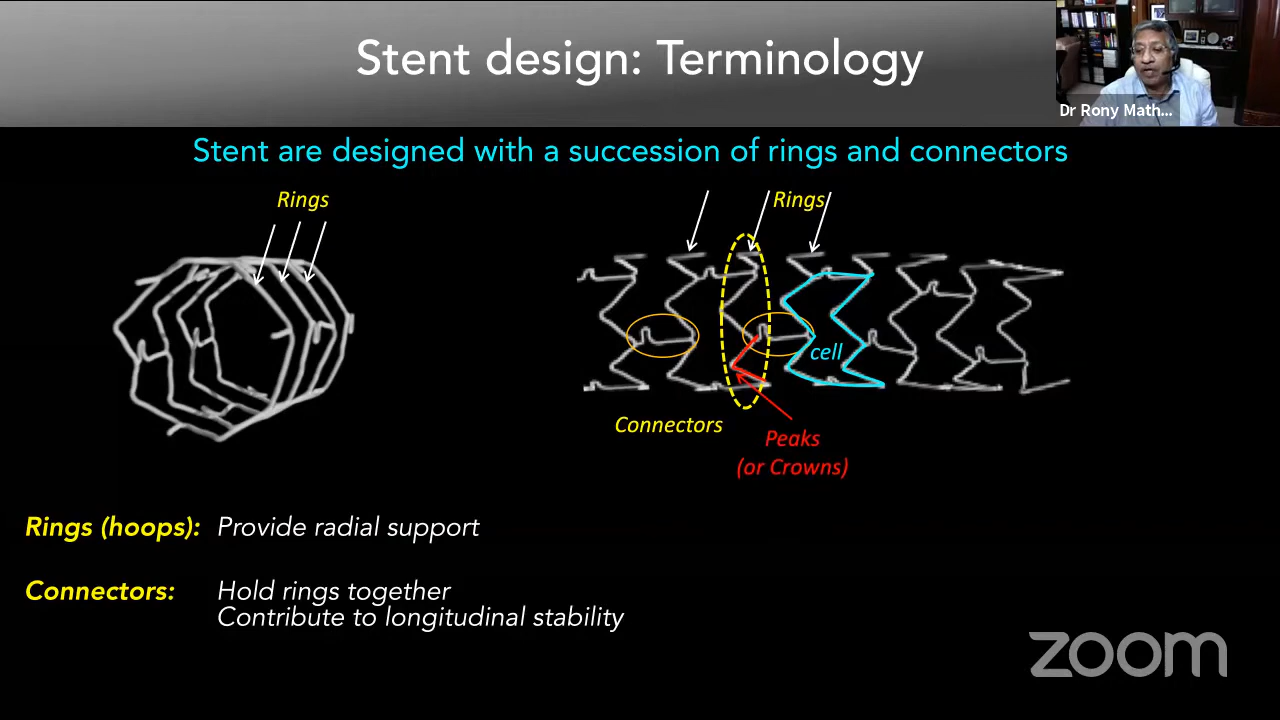 Stent design: Terminology
Dr Rony Math...
Stent are designed with a succession of rings and connectors
Rings
Rings
cell
Connectors
Peaks
(or Crowns)
Rings (hoops): Provide radial support
Connectors: Hold rings together
Contribute to longitudinal stability
zoom